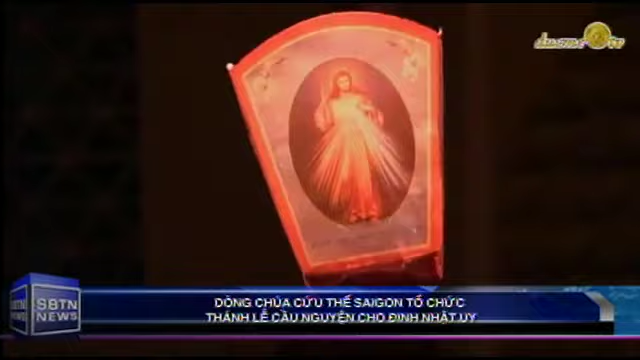 DÒNG CHÚA CỨU THẾ SAIGON TỔ CHỨC
THÁNH LỄ CẦU NGUYỆN CHO ĐINH NHẬT UY
SBTN
NEWS